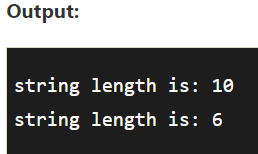 Output:
string length is: 10
string length is: 6